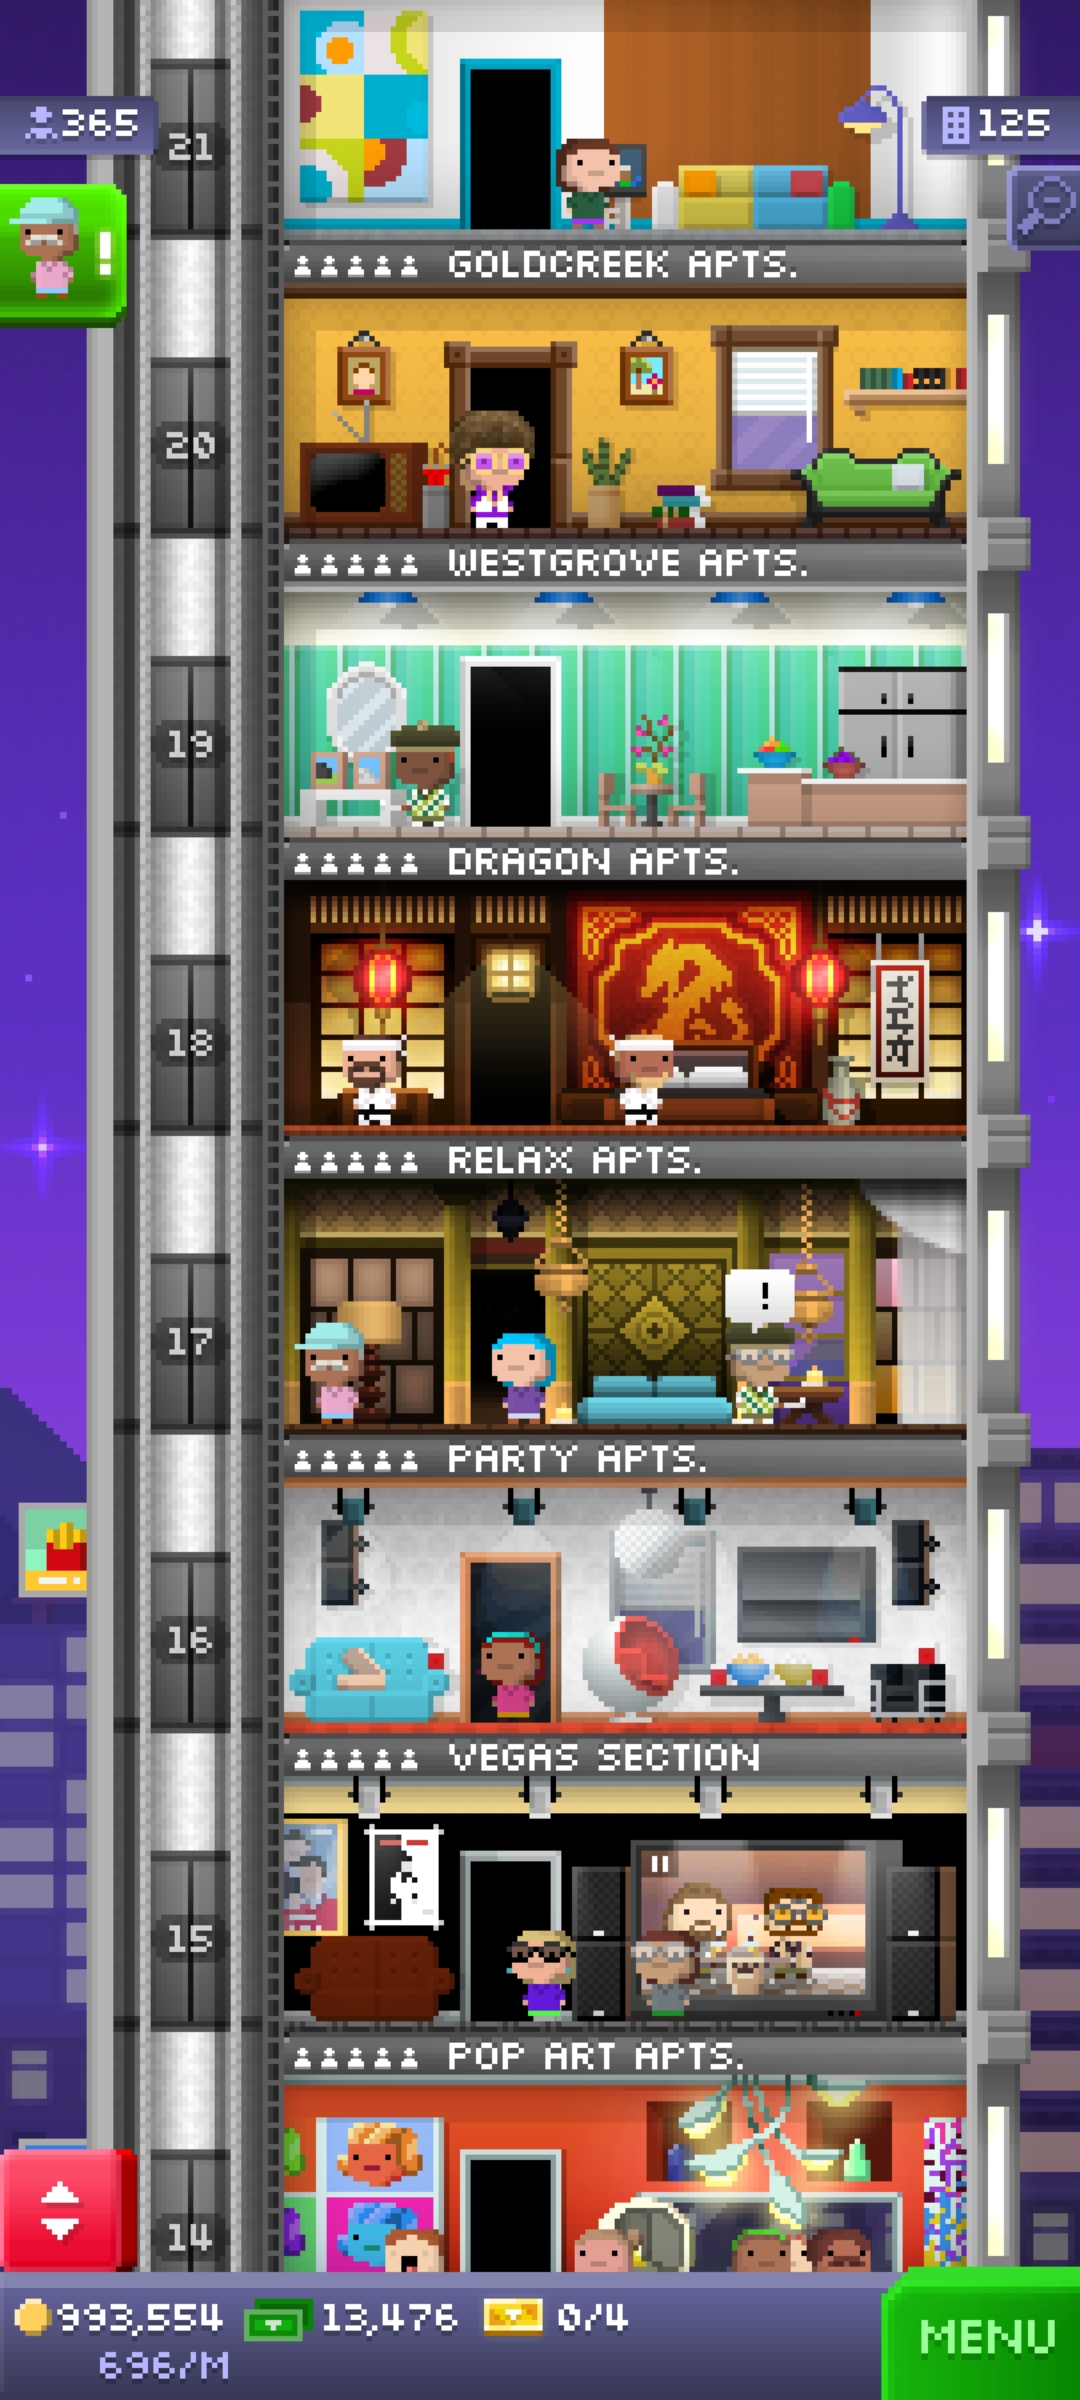 365
125
21
!
GOLDCREEK APTS.
20
WESTGROVE APTS.
19
DRAGON APTS.
18
RELAX APTS.
17
!
PARTY APTS.
16
VEGAS SECTION
15
POP ART APTS.
14
993,554
13,476
0/4
696/M
MENU